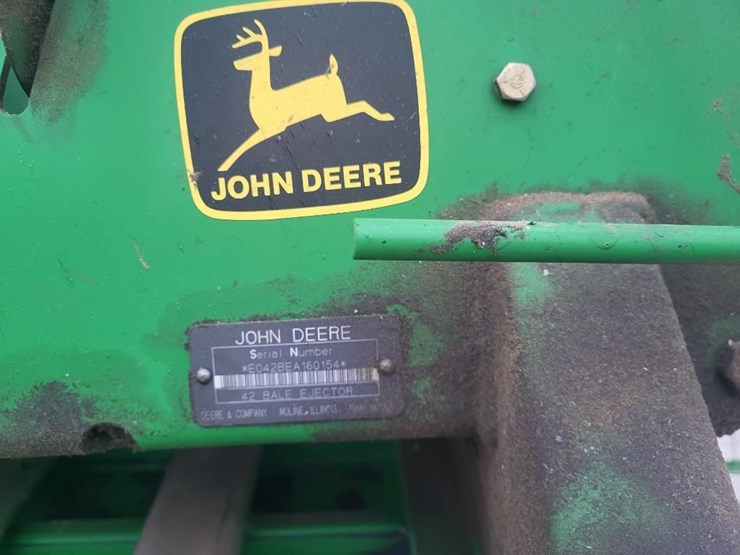 JOHN DEERE
JOHN DEERE
Serial Number
*E042BEA160154*
42 BALE EJECTOR
DEERE & COMPANY MOLINE, ILLINOIS